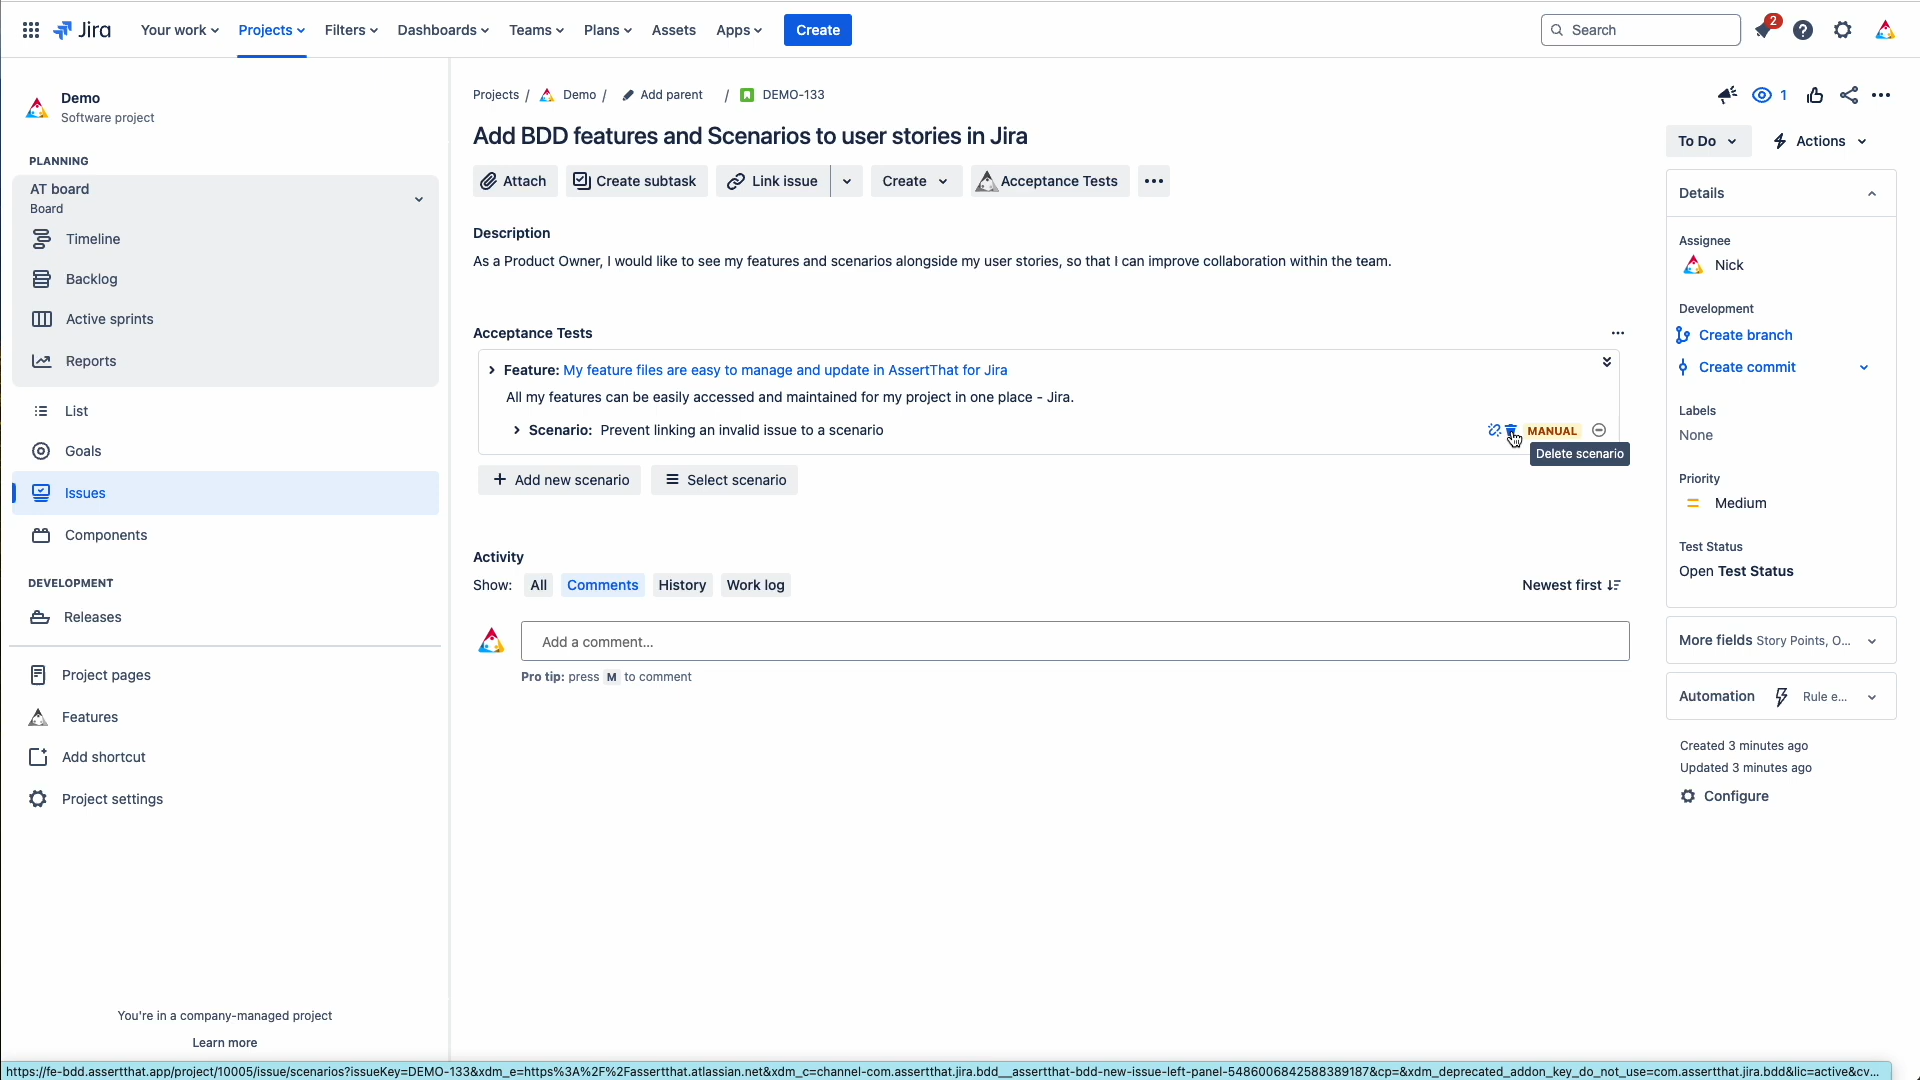 Jira
Your work
Projects
Filters
Dashboards
Teams
Plans
Assets
Apps
Create
Search
2
Demo
Software project
PLANNING
AT board
Board
Timeline
Backlog
Active sprints
Reports
List
Goals
Issues
Components
DEVELOPMENT
Releases
Project pages
Features
Add shortcut
Project settings
You're in a company-managed project
Learn more
Projects / Demo / Add parent / DEMO-133
Add BDD features and Scenarios to user stories in Jira
Attach
Create subtask
Link issue
Create
Acceptance Tests
Description
As a Product Owner, I would like to see my features and scenarios alongside my user stories, so that I can improve collaboration within the team.
Acceptance Tests
Feature: My feature files are easy to manage and update in AssertThat for Jira
All my features can be easily accessed and maintained for my project in one place - Jira.
Scenario: Prevent linking an invalid issue to a scenario
MANUAL
Delete scenario
Add new scenario
Select scenario
Activity
Show: All Comments History Work log
Newest first
Add a comment...
Pro tip: press M to comment
1
To Do
Actions
Details
Assignee
Nick
Development
Create branch
Create commit
Labels
None
Priority
Medium
Test Status
Open Test Status
More fields Story Points, O...
Automation Rule e...
Created 3 minutes ago
Updated 3 minutes ago
Configure
https://fe-bdd.assertthat.app/project/10005/issue/scenarios?issueKey=DEMO-133&xdm_e=https%3A%2F%2Fassertthat.atlassian.net&xdm_c=channel-com.assertthat.jira.bdd__assertthat-bdd-new-issue-left-panel-5486006842588389187&cp=&xdm_deprecated_addon_key_do_not_use=com.assertthat.jira.bdd&lic=active&cv...